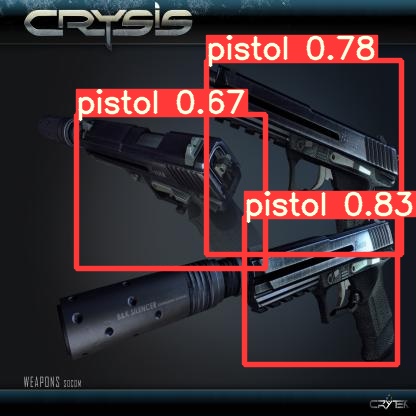 CRYSIS
pistol 0.78
pistol 0.67
pistol 0.83
B&K SILENCER
WEAPONS SOCOM
CRYTEK